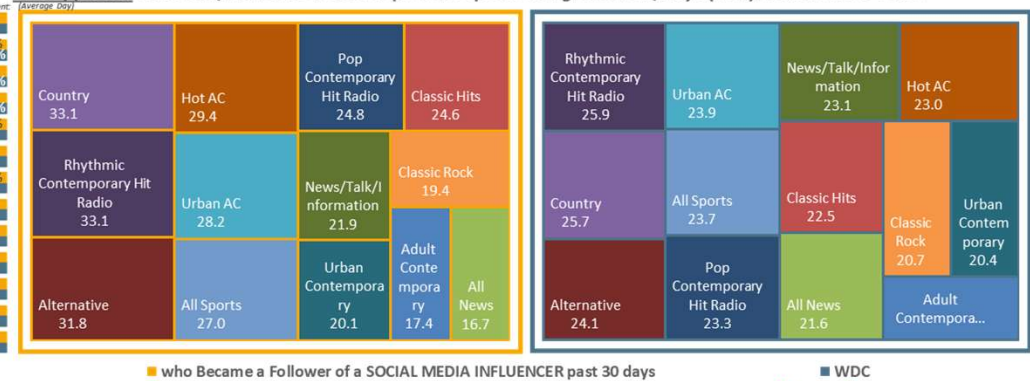 (Average Day)
Country
33.1
Hot AC
29.4
Pop
Contemporary
Hit Radio
24.8
Classic Hits
24.6
Rhythmic
Contemporary Hit
Radio
33.1
Urban AC
28.2
News/Talk/I
nformation
21.9
Classic Rock
19.4
Alternative
31.8
All Sports
27.0
Urban
Contempora
ry
20.1
Adult
Conte
mpora
ry
17.4
All
News
16.7
Rhythmic
Contemporary
Hit Radio
25.9
Urban AC
23.9
News/Talk/Infor
mation
23.1
Hot AC
23.0
Country
25.7
All Sports
23.7
Classic Hits
22.5
Classic
Rock
20.7
Urban
Contem
porary
20.4
Alternative
24.1
Pop
Contemporary
Hit Radio
23.3
All News
21.6
Adult
Contempora...
who Became a Follower of a SOCIAL MEDIA INFLUENCER past 30 days
WDC